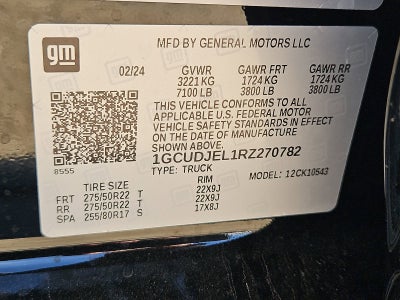 gm
MFD BY GENERAL MOTORS LLC
02/24 GVWR GAWR FRT GAWR RR
3221 KG 1724 KG 1724 KG
7100 LB 3800 LB 3800 LB
THIS VEHICLE CONFORMS TO ALL
APPLICABLE U.S. FEDERAL MOTOR
VEHICLE SAFETY AND THEFT PREVENTION
STANDARDS IN EFFECT ON THE DATE OF
MANUFACTURE SHOWN ABOVE.
1GCUDJEL1RZ270782
8555
TYPE: TRUCK MODEL: 12CK10543
TIRE SIZE RIM
FRT 275/50R22 T 22X9J
RR 275/50R22 T 22X9J
SPA 255/80R17 S 17X8J